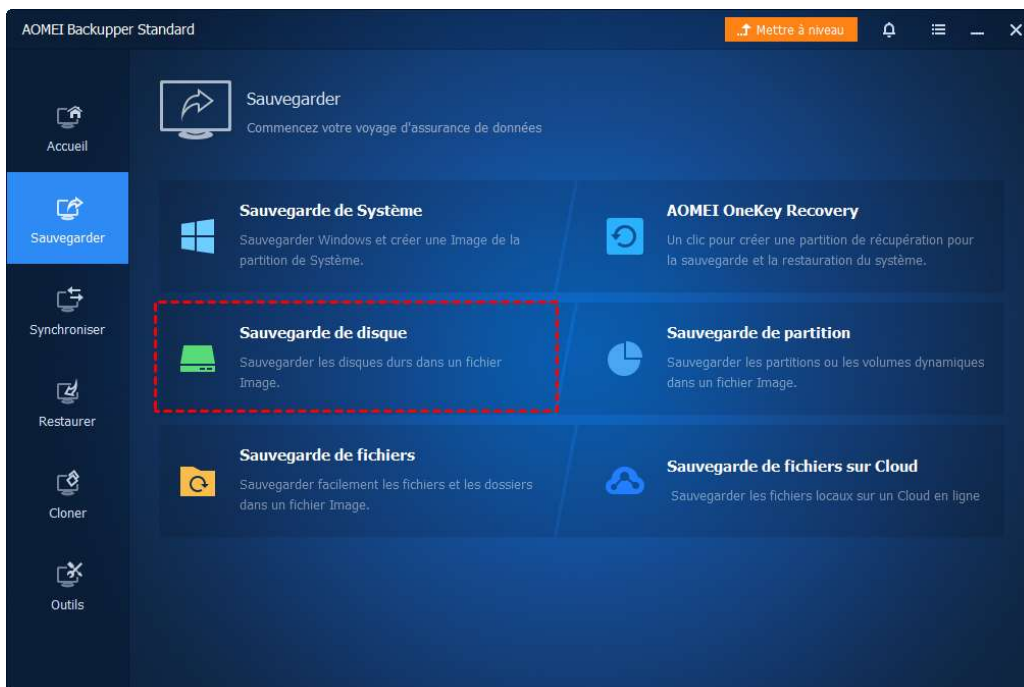 AOMEI Backupper Standard
Mettre à niveau
Accueil
Sauvegarder
Synchroniser
Restaurer
Cloner
Outils
Sauvegarder
Commencez votre voyage d'assurance de données
Sauvegarde de Système
Sauvegarder Windows et créer une Image de la
partition de Système.
AOMEI OneKey Recovery
Un clic pour créer une partition de récupération pour
la sauvegarde et la restauration du système.
Sauvegarde de disque
Sauvegarder les disques durs dans un fichier
Image.
Sauvegarde de partition
Sauvegarder les partitions ou les volumes dynamiques
dans un fichier Image.
Sauvegarde de fichiers
Sauvegarder facilement les fichiers et les dossiers
dans un fichier Image.
Sauvegarde de fichiers sur Cloud
Sauvegarder les fichiers locaux sur un Cloud en ligne